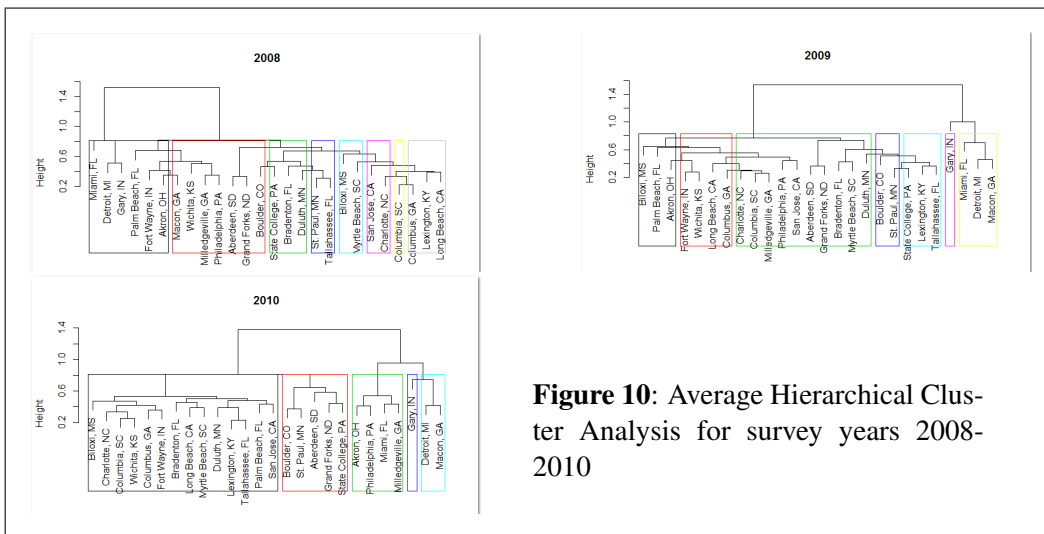 2008
Height
0.2 0.6 1.0 1.4
Miami, FL
Detroit, MI
Gary, IN
Palm Beach, FL
Fort Wayne, IN
Akron, OH
Macon, GA
Wichita, KS
Milledgeville, GA
Philadelphia, PA
Aberdeen, SD
Grand Forks, ND
Boulder, CO
State College, PA
Bradenton, FL
Duluth, MN
St. Paul, MN
Tallahassee, FL
Biloxi, MS
Myrtle Beach, SC
San Jose, CA
Charlotte, NC
Columbia, SC
Columbus, GA
Lexington, KY
Long Beach, CA
2009
Height
0.2 0.6 1.0 1.4
Biloxi, MS
Palm Beach, FL
Akron, OH
Fort Wayne, IN
Wichita, KS
Long Beach, CA
Columbus, GA
Charlotte, NC
Columbia, SC
Milledgeville, GA
Philadelphia, PA
San Jose, CA
Aberdeen, SD
Grand Forks, ND
Bradenton, FL
Myrtle Beach, SC
Duluth, MN
Boulder, CO
St. Paul, MN
State College, PA
Lexington, KY
Tallahassee, FL
Gary, IN
Miami, FL
Detroit, MI
Macon, GA
2010
Height
0.2 0.6 1.0 1.4
Biloxi, MS
Charlotte, NC
Columbia, SC
Wichita, KS
Columbus, GA
Fort Wayne, IN
Bradenton, FL
Long Beach, CA
Myrtle Beach, SC
Duluth, MN
Lexington, KY
Tallahassee, FL
Palm Beach, FL
San Jose, CA
Boulder, CO
St. Paul, MN
Aberdeen, SD
Grand Forks, ND
State College, PA
Akron, OH
Philadelphia, PA
Miami, FL
Milledgeville, GA
Gary, IN
Detroit, MI
Macon, GA
Figure 10: Average Hierarchical Clus-
ter Analysis for survey years 2008-
2010